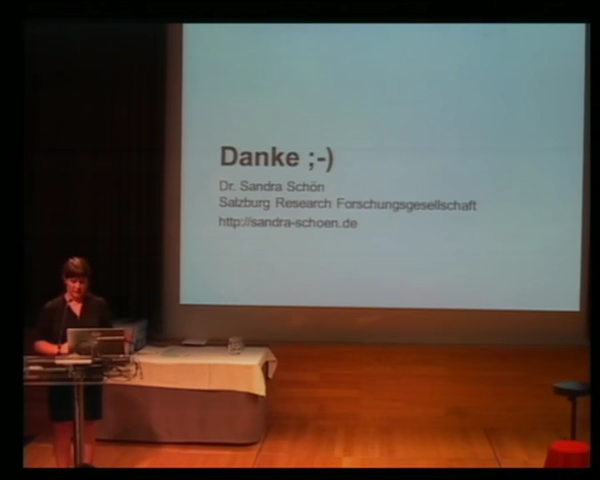 Danke ;-)
Dr. Sandra Schön
Salzburg Research Forschungsgesellschaft
http://sandra-schoen.de